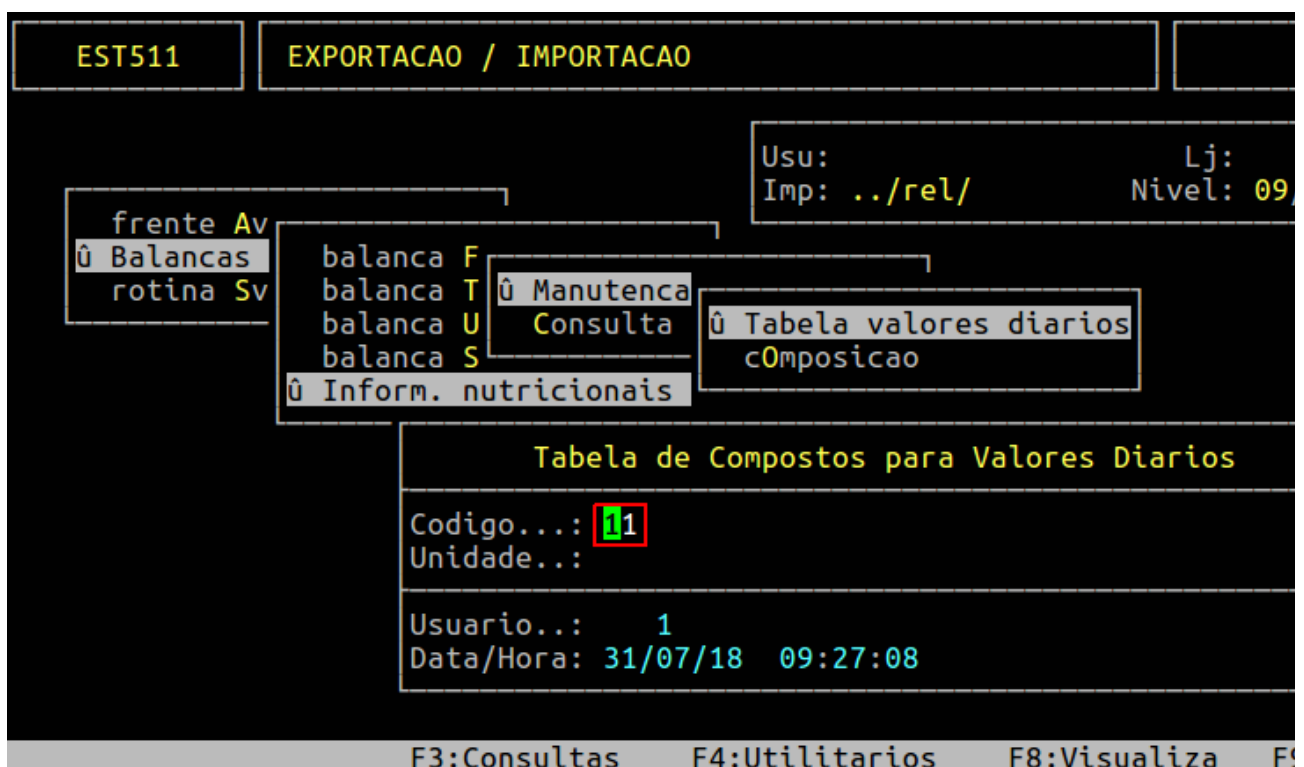 EST511 EXPORTACAO / IMPORTACAO
Usu: Lj:
Imp: ../rel/ Nivel: 09/
frente Av
û Balancas
rotina Sv
balanca F
balanca T
balanca U
balanca S
û Inform. nutricionais
û Manutenca
Consulta
û Tabela valores diarios
cOmposicao
Tabela de Compostos para Valores Diarios
Codigo...: 11
Unidade..:
Usuario..: 1
Data/Hora: 31/07/18 09:27:08
F3:Consultas F4:Utilitarios F8:Visualiza F9